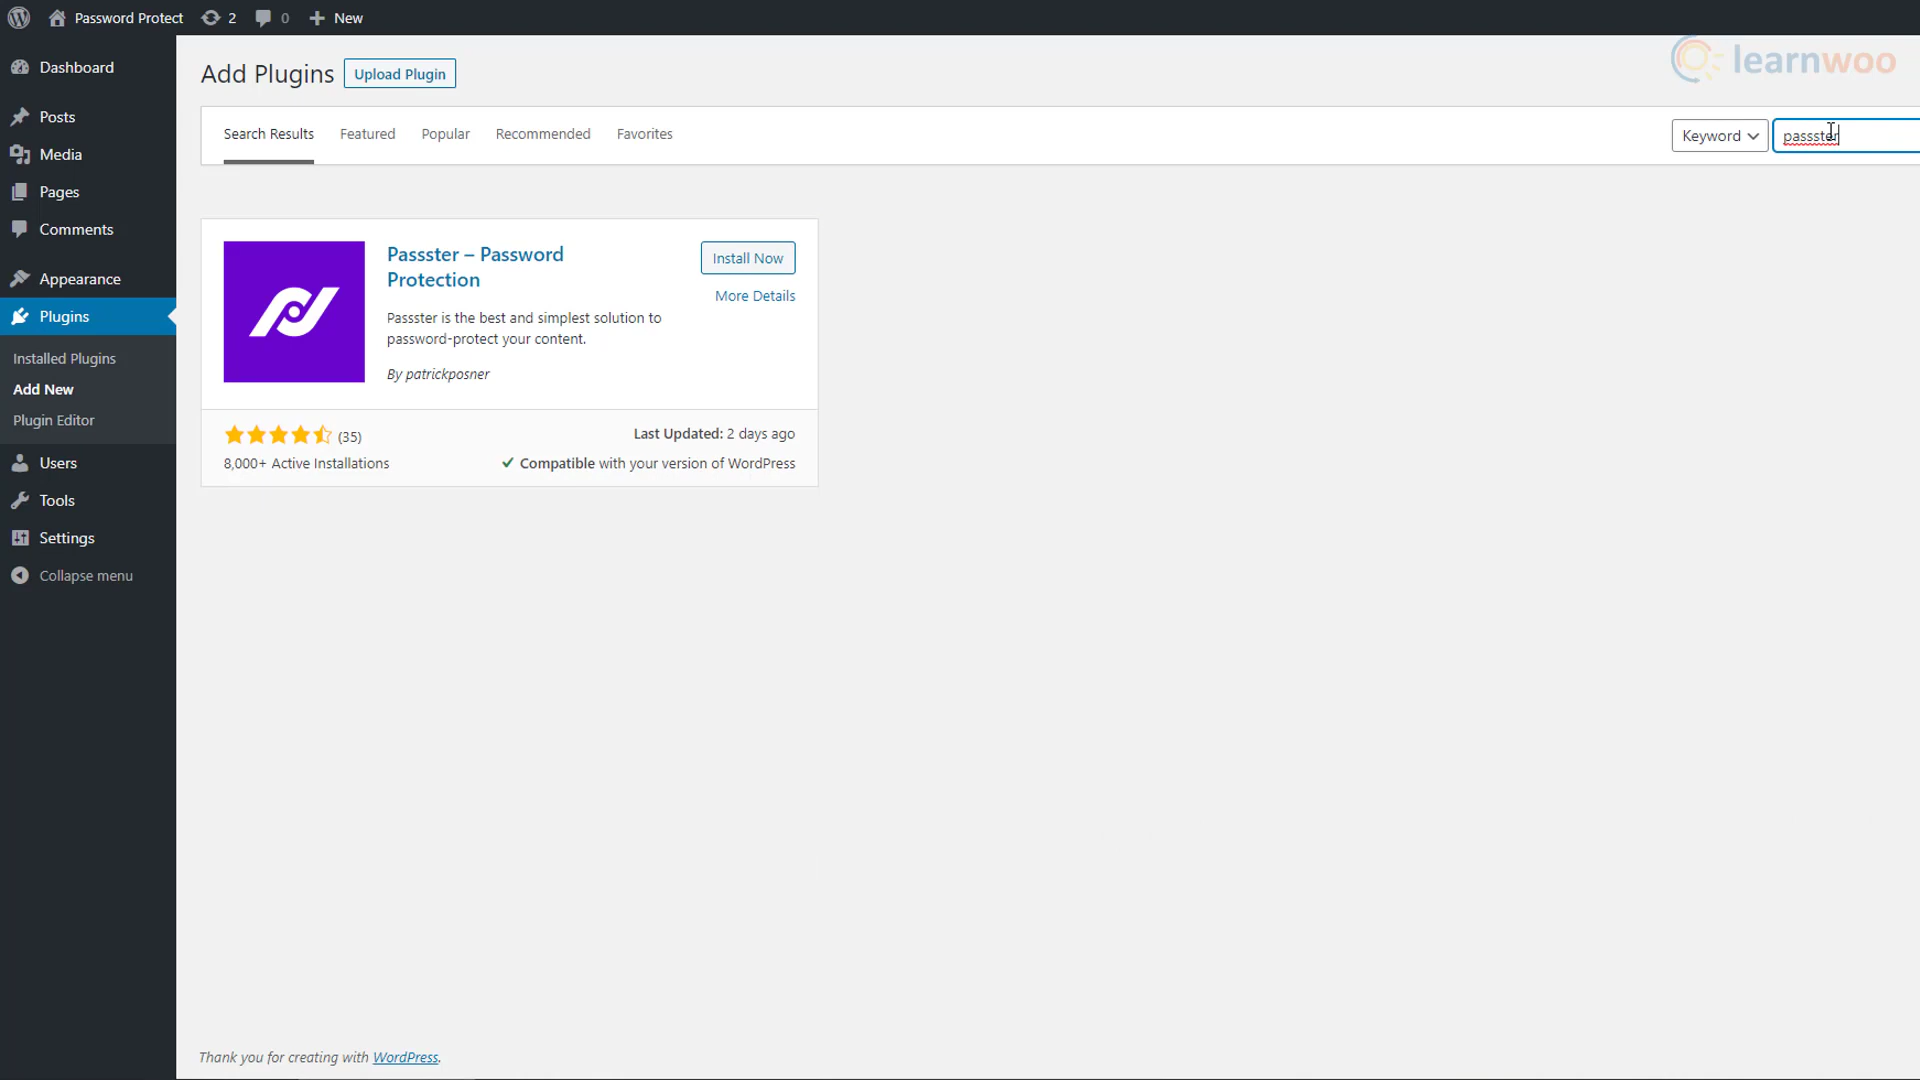 Password Protect 2 0 New
learnwoo
Dashboard
Posts
Media
Pages
Comments
Appearance
Plugins
Installed Plugins
Add New
Plugin Editor
Users
Tools
Settings
Collapse menu
Add Plugins Upload Plugin
Search Results Featured Popular Recommended Favorites Keyword passster
Passster – Password
Protection
Install Now
More Details
Passster is the best and simplest solution to
password-protect your content.
By patrickposner
(35)
Last Updated: 2 days ago
8,000+ Active Installations
Compatible with your version of WordPress
Thank you for creating with WordPress.